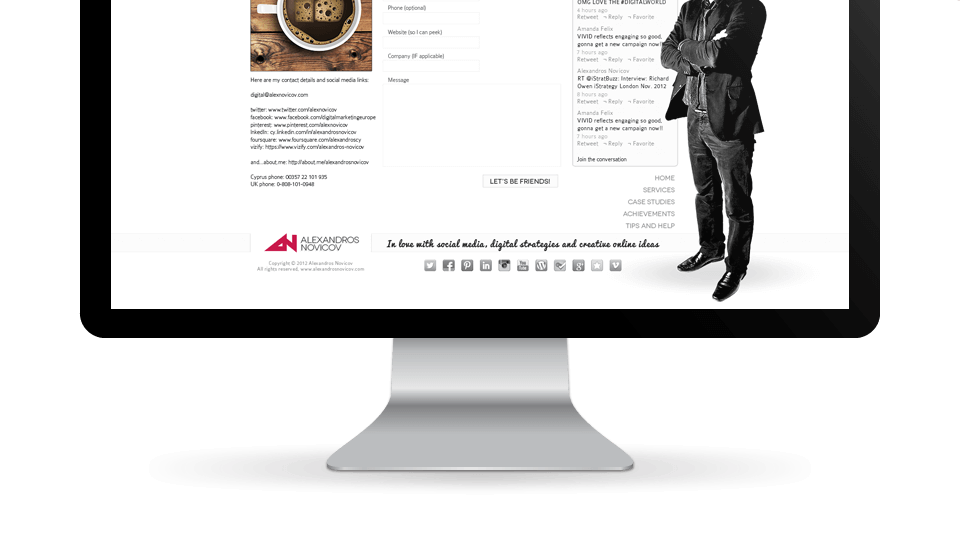 Here are my contact details and social media links:
digital@alexnovicov.com
twitter: www.twitter.com/alexnovicov
facebook: www.facebook.com/digitalmarketingeurope
pinterest: www.pinterest.com/alexnovicov
lnkedIn: cy.linkedin.com/in/alexandrosnovicov
foursquare: www.foursquare.com/alexandroscy
vizify: https://www.vizify.com/alexandros-novicov
and...about.me: http://about.me/alexandrosnovicov
Cyprus phone: 00357 22 101 935
UK phone: 0-808-101-0948
Phone (optional)
Website (so I can peek)
Company (IF applicable)
Message
LET'S BE FRIENDS!
OMG LOVE THE #DIGITALWORLD
4 hours ago
Retweet ¬ Reply ¬ Favorite
Amanda Felix
VIVID reflects engaging so good,
gonna get a new campaign now!!
7 hours ago
Retweet ¬ Reply ¬ Favorite
Alexandros Novicov
RT @iStratBuzz: Interview: Richard
Owen iStrategy London Nov. 2012
8 hours ago
Retweet ¬ Reply ¬ Favorite
Amanda Felix
VIVID reflects engaging so good,
gonna get a new campaign now!!
7 hours ago
Retweet ¬ Reply ¬ Favorite
Join the conversation
HOME
SERVICES
CASE STUDIES
ACHIEVEMENTS
TIPS AND HELP
ALEXANDROS
NOVICOV
In love with social media, digital strategies and creative online ideas
Copyright © 2012 Alexandros Novicov
All rights reserved, www.alexandrosnovicov.com